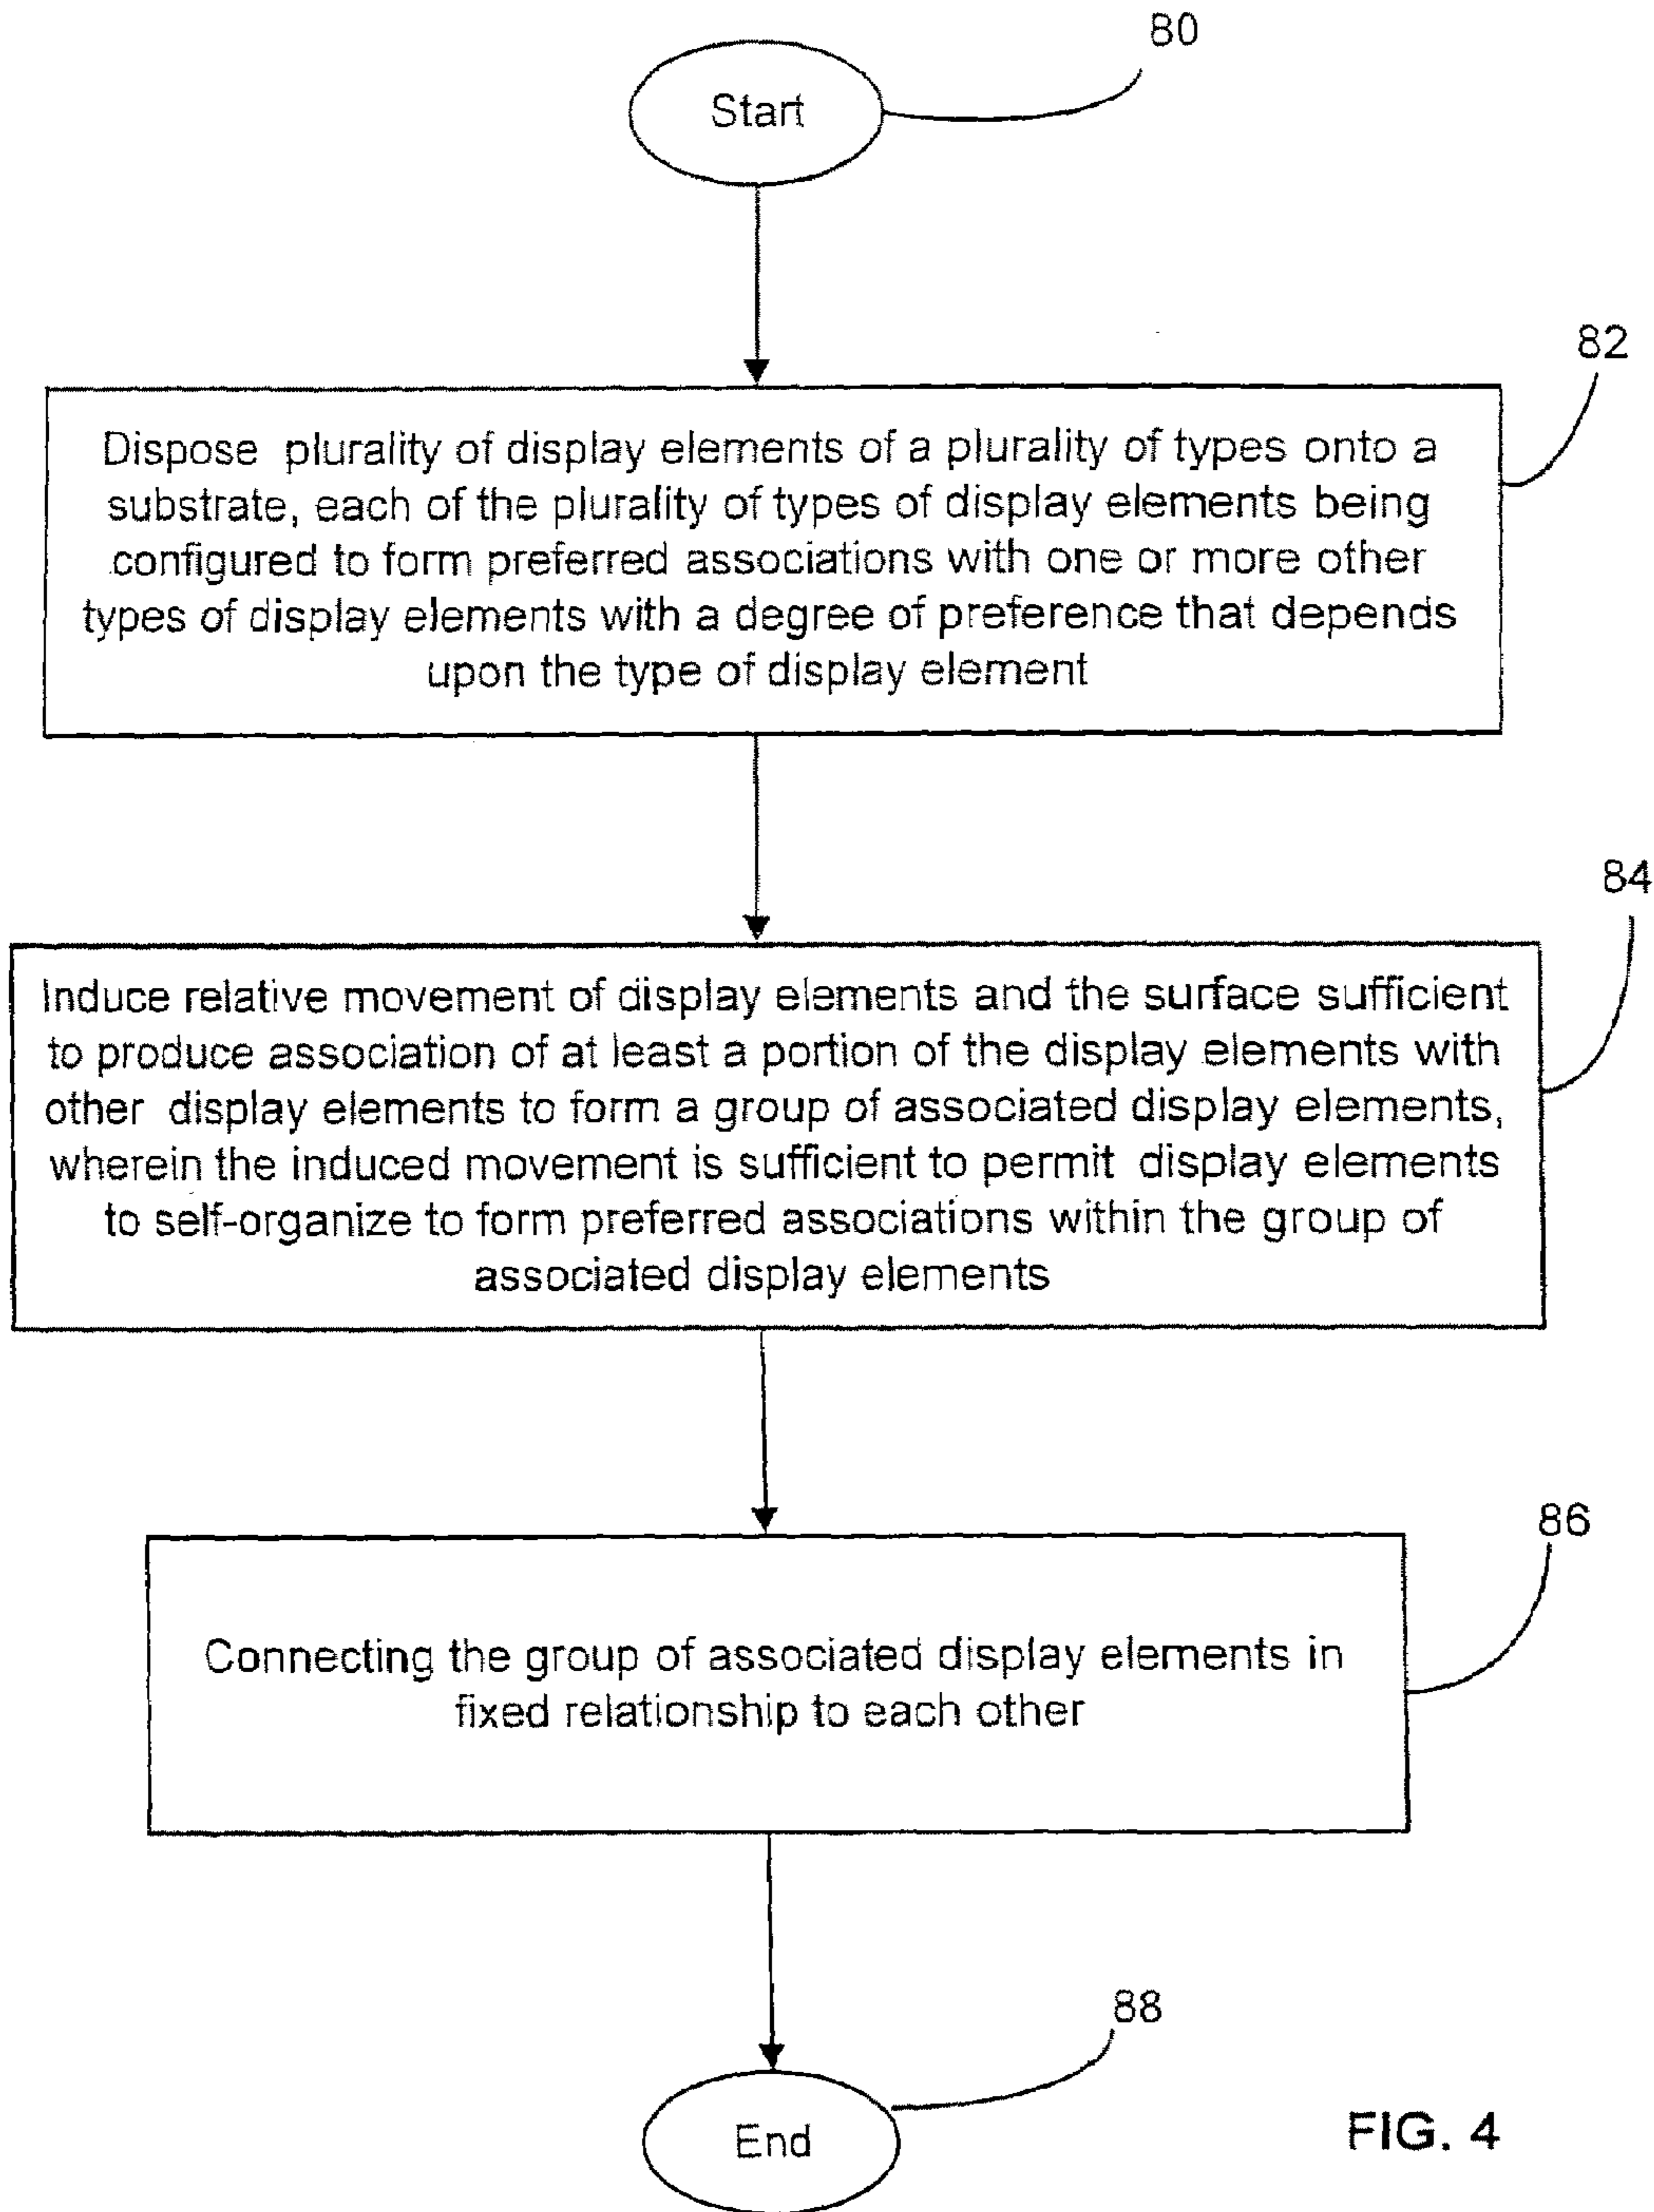 80
Start
82
Dispose plurality of display elements of a plurality of types onto a
substrate, each of the plurality of types of display elements being
configured to form preferred associations with one or more other
types of display elements with a degree of preference that depends
upon the type of display element
84
Induce relative movement of display elements and the surface sufficient
to produce association of at least a portion of the display elements with
other display elements to form a group of associated display elements,
wherein the induced movement is sufficient to permit display elements
to self-organize to form preferred associations within the group of
associated display elements
86
Connecting the group of associated display elements in
fixed relationship to each other
88
End
FIG. 4